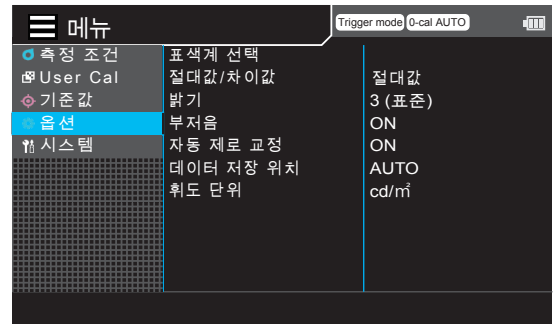 메뉴
Trigger mode 0-cal AUTO
측정 조건
User Cal
기준값
옵션
시스템
표색계 선택
절대값/차이값 절대값
밝기 3 (표준)
부저음 ON
자동 제로 교정 ON
데이터 저장 위치 AUTO
휘도 단위 cd/㎡